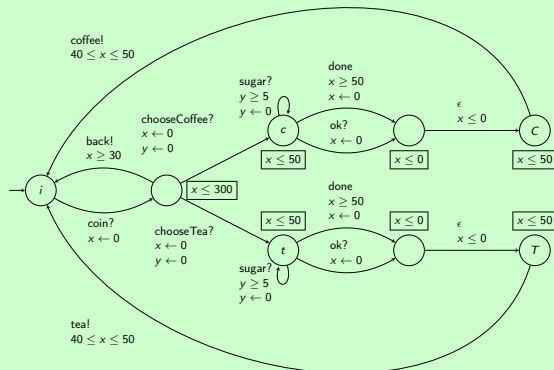 coffee!
40 ≤ x ≤ 50
sugar?
y ≥ 5
y ← 0
done
x ≥ 50
x ← 0
chooseCoffee?
x ← 0
y ← 0
ok?
x ← 0
ϵ
x ≤ 0
c
C
x ≤ 50
x ≤ 0
x ≤ 50
back!
x ≥ 30
i
x ≤ 300
coin?
x ← 0
chooseTea?
x ← 0
y ← 0
x ≤ 50
done
x ≥ 50
x ← 0
x ≤ 0
x ≤ 50
ok?
x ← 0
ϵ
x ≤ 0
t
T
sugar?
y ≥ 5
y ← 0
tea!
40 ≤ x ≤ 50